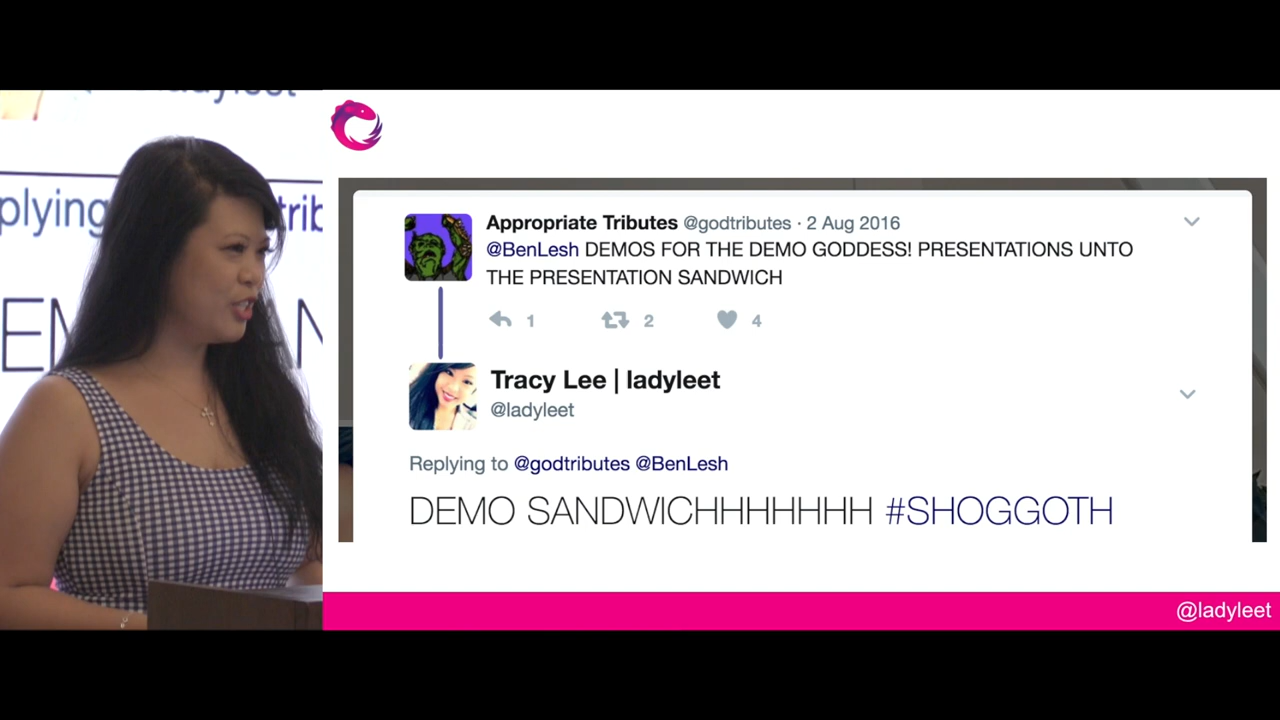 plying
Appropriate Tributes @godtributes · 2 Aug 2016
@BenLesh DEMOS FOR THE DEMO GODDESS! PRESENTATIONS UNTO
THE PRESENTATION SANDWICH
1 2 4
Tracy Lee | ladyleet
@ladyleet
Replying to @godtributes @BenLesh
DEMO SANDWICHHHHHHH #SHOGGOTH
@ladyleet